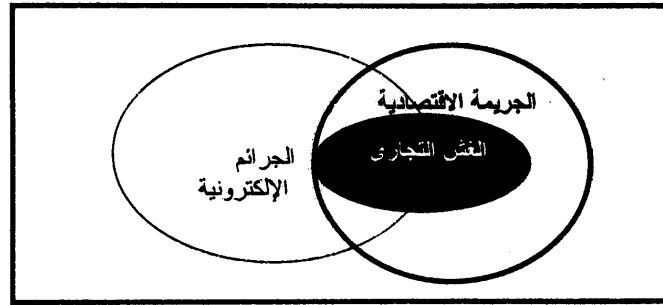 الجريمة الاقتصادية
الغش التجارى
الجرائم
الإلكترونية